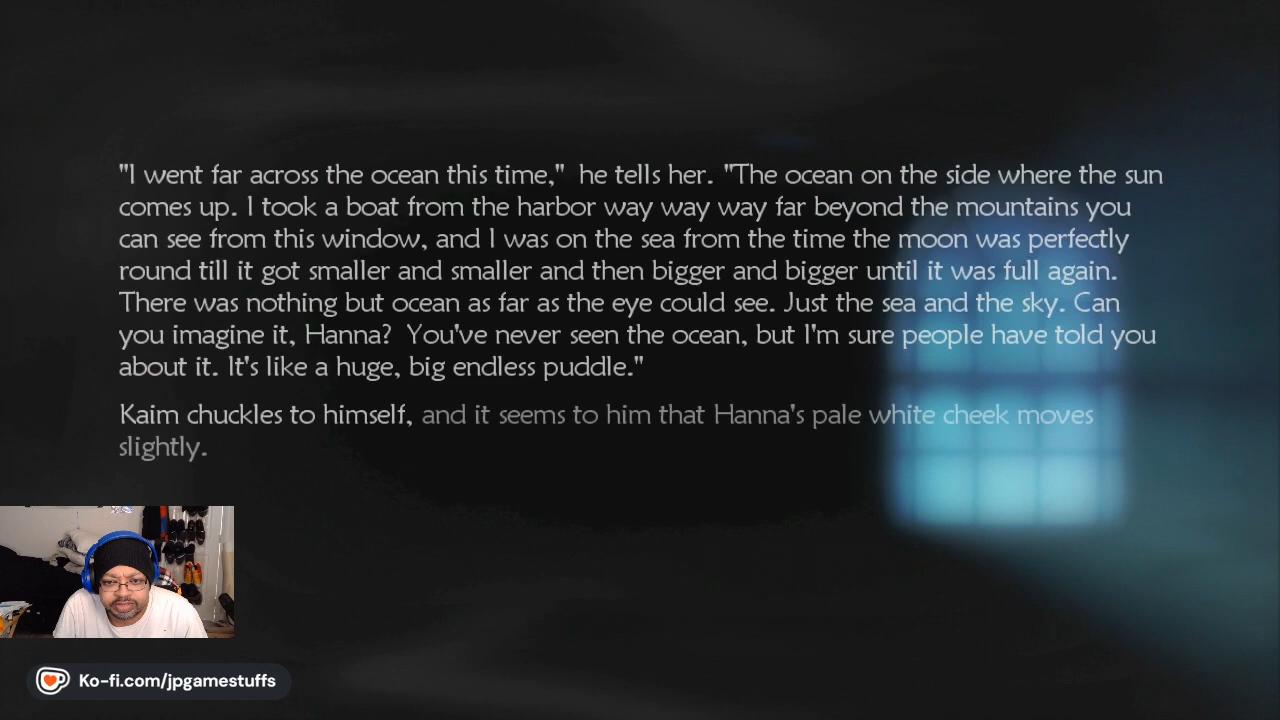 "I went far across the ocean this time,"  he tells her. "The ocean on the side where the sun
comes up. I took a boat from the harbor way way way far beyond the mountains you
can see from this window, and I was on the sea from the time the moon was perfectly
round till it got smaller and smaller and then bigger and bigger until it was full again.
There was nothing but ocean as far as the eye could see. Just the sea and the sky. Can
you imagine it, Hanna?  You've never seen the ocean, but I'm sure people have told you
about it. It's like a huge, big endless puddle."
Kaim chuckles to himself, and it seems to him that Hanna's pale white cheek moves
slightly.
Ko-fi.com/jpgamestuffs